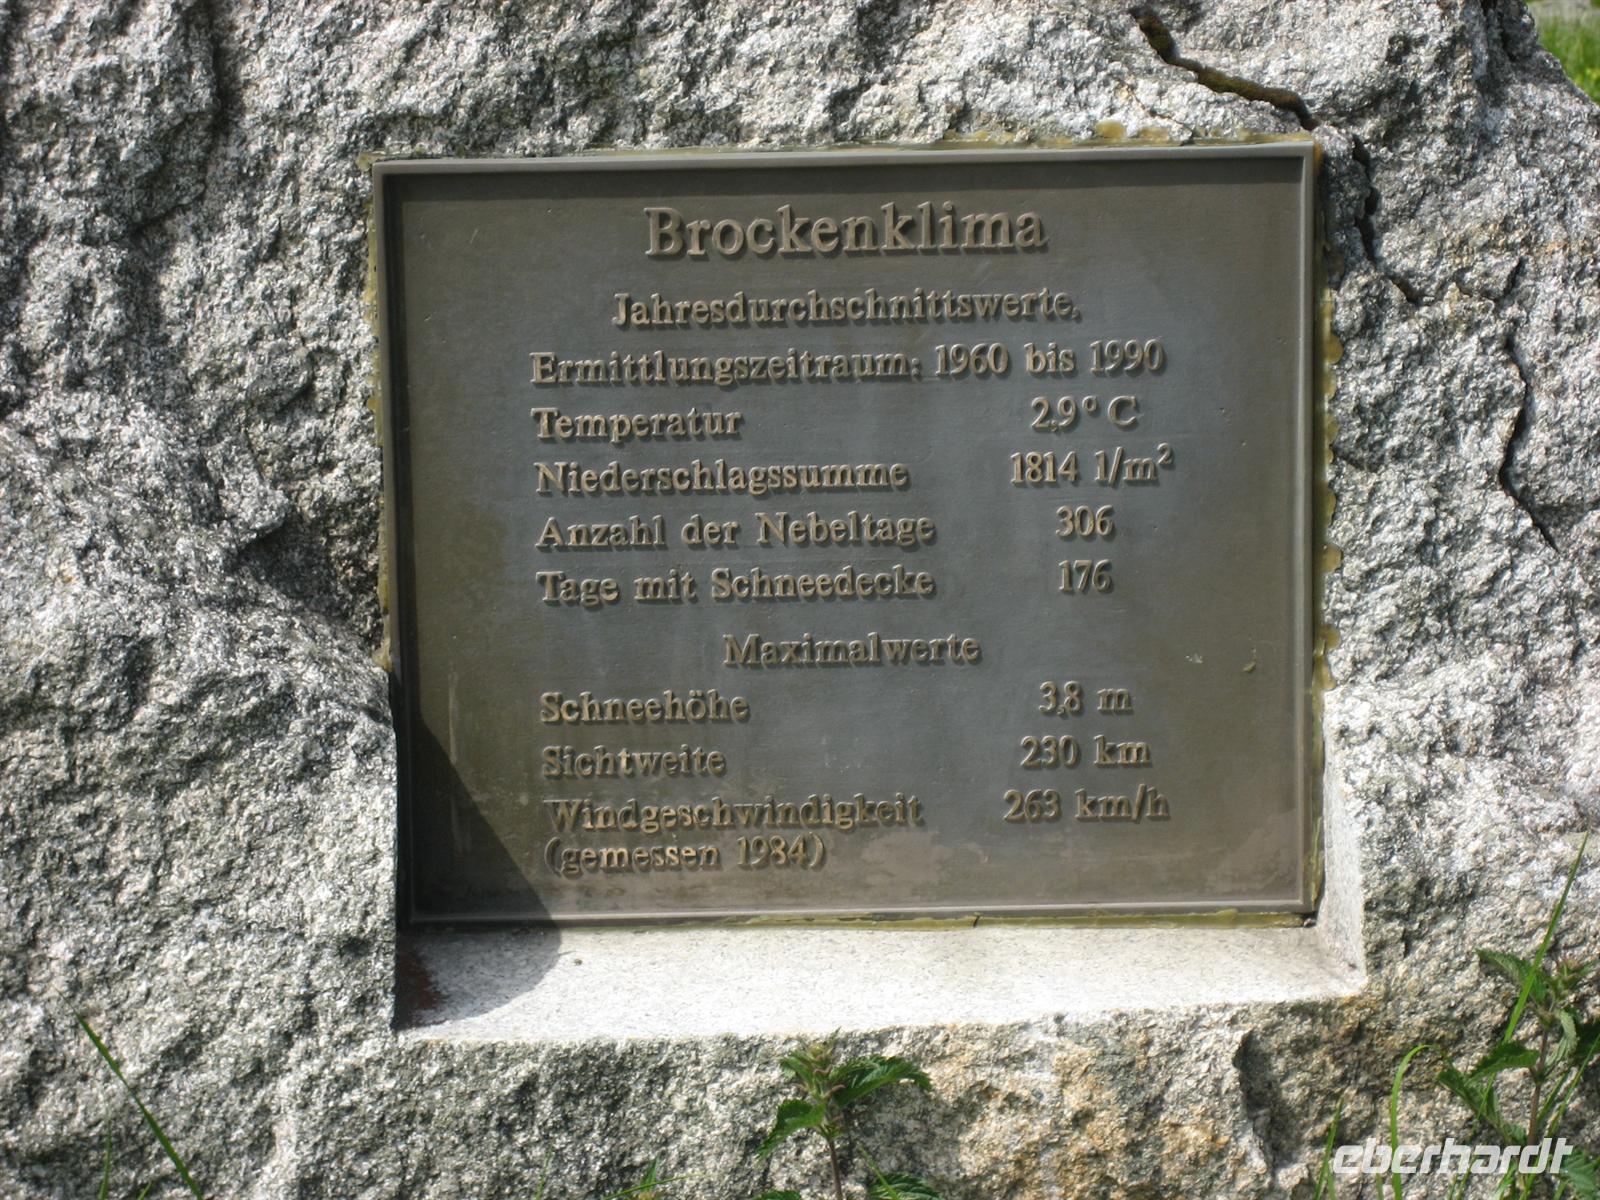 Brockenklima
Jahresdurchschnittswerte,
Ermittlungszeitraum: 1960 bis 1990
Temperatur 2,9° C
Niederschlagssumme 1814 l/m²
Anzahl der Nebeltage 306
Tage mit Schneedecke 176
Maximalwerte
Schneehöhe 3,8 m
Sichtweite 230 km
Windgeschwindigkeit 263 km/h
(gemessen 1984)
eberhardt